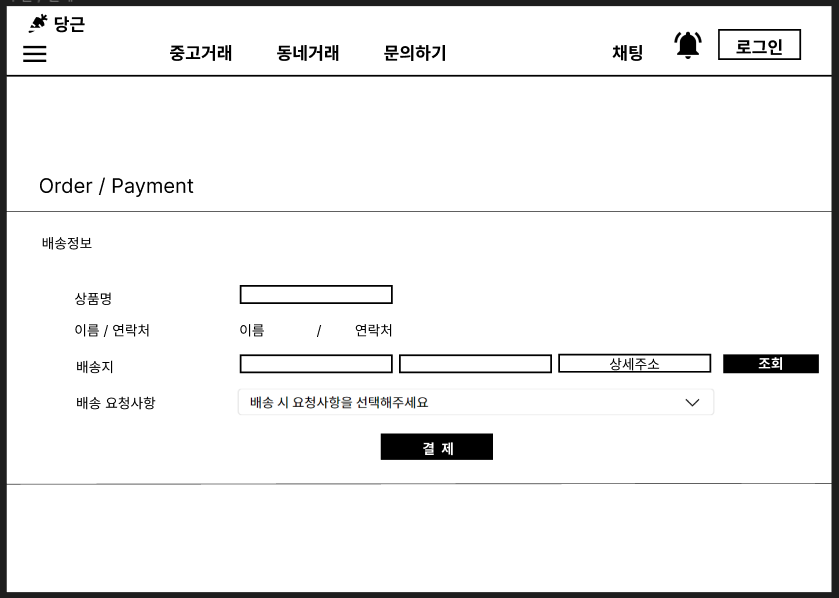 당근
중고거래 동네거래 문의하기 채팅 로그인
Order / Payment
배송정보
상품명
이름 / 연락처 이름 / 연락처
배송지 상세주소 조회
배송 요청사항 배송 시 요청사항을 선택해주세요
결 제